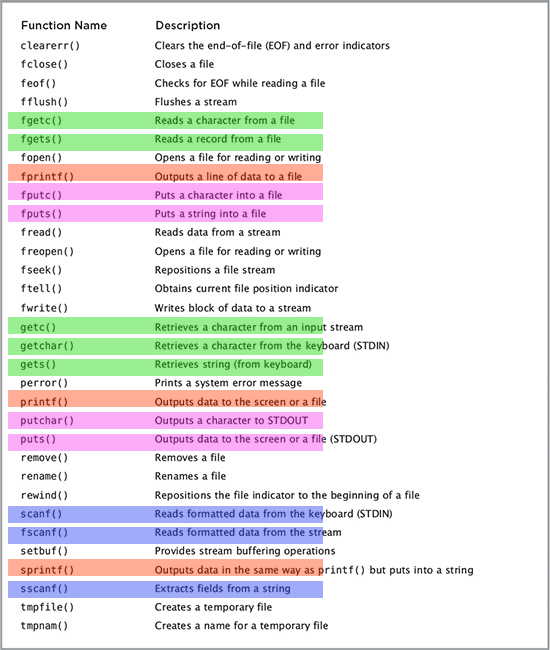 Function Name Description
clearerr() Clears the end-of-file (EOF) and error indicators
fclose() Closes a file
feof() Checks for EOF while reading a file
fflush() Flushes a stream
fgetc() Reads a character from a file
fgets() Reads a record from a file
fopen() Opens a file for reading or writing
fprintf() Outputs a line of data to a file
fputc() Puts a character into a file
fputs() Puts a string into a file
fread() Reads data from a stream
freopen() Opens a file for reading or writing
fseek() Repositions a file stream
ftell() Obtains current file position indicator
fwrite() Writes block of data to a stream
getc() Retrieves a character from an input stream
getchar() Retrieves a character from the keyboard (STDIN)
gets() Retrieves string (from keyboard)
perror() Prints a system error message
printf() Outputs data to the screen or a file
putchar() Outputs a character to STDOUT
puts() Outputs data to the screen or a file (STDOUT)
remove() Removes a file
rename() Renames a file
rewind() Repositions the file indicator to the beginning of a file
scanf() Reads formatted data from the keyboard (STDIN)
fscanf() Reads formatted data from the stream
setbuf() Provides stream buffering operations
sprintf() Outputs data in the same way as printf() but puts into a string
sscanf() Extracts fields from a string
tmpfile() Creates a temporary file
tmpnam() Creates a name for a temporary file